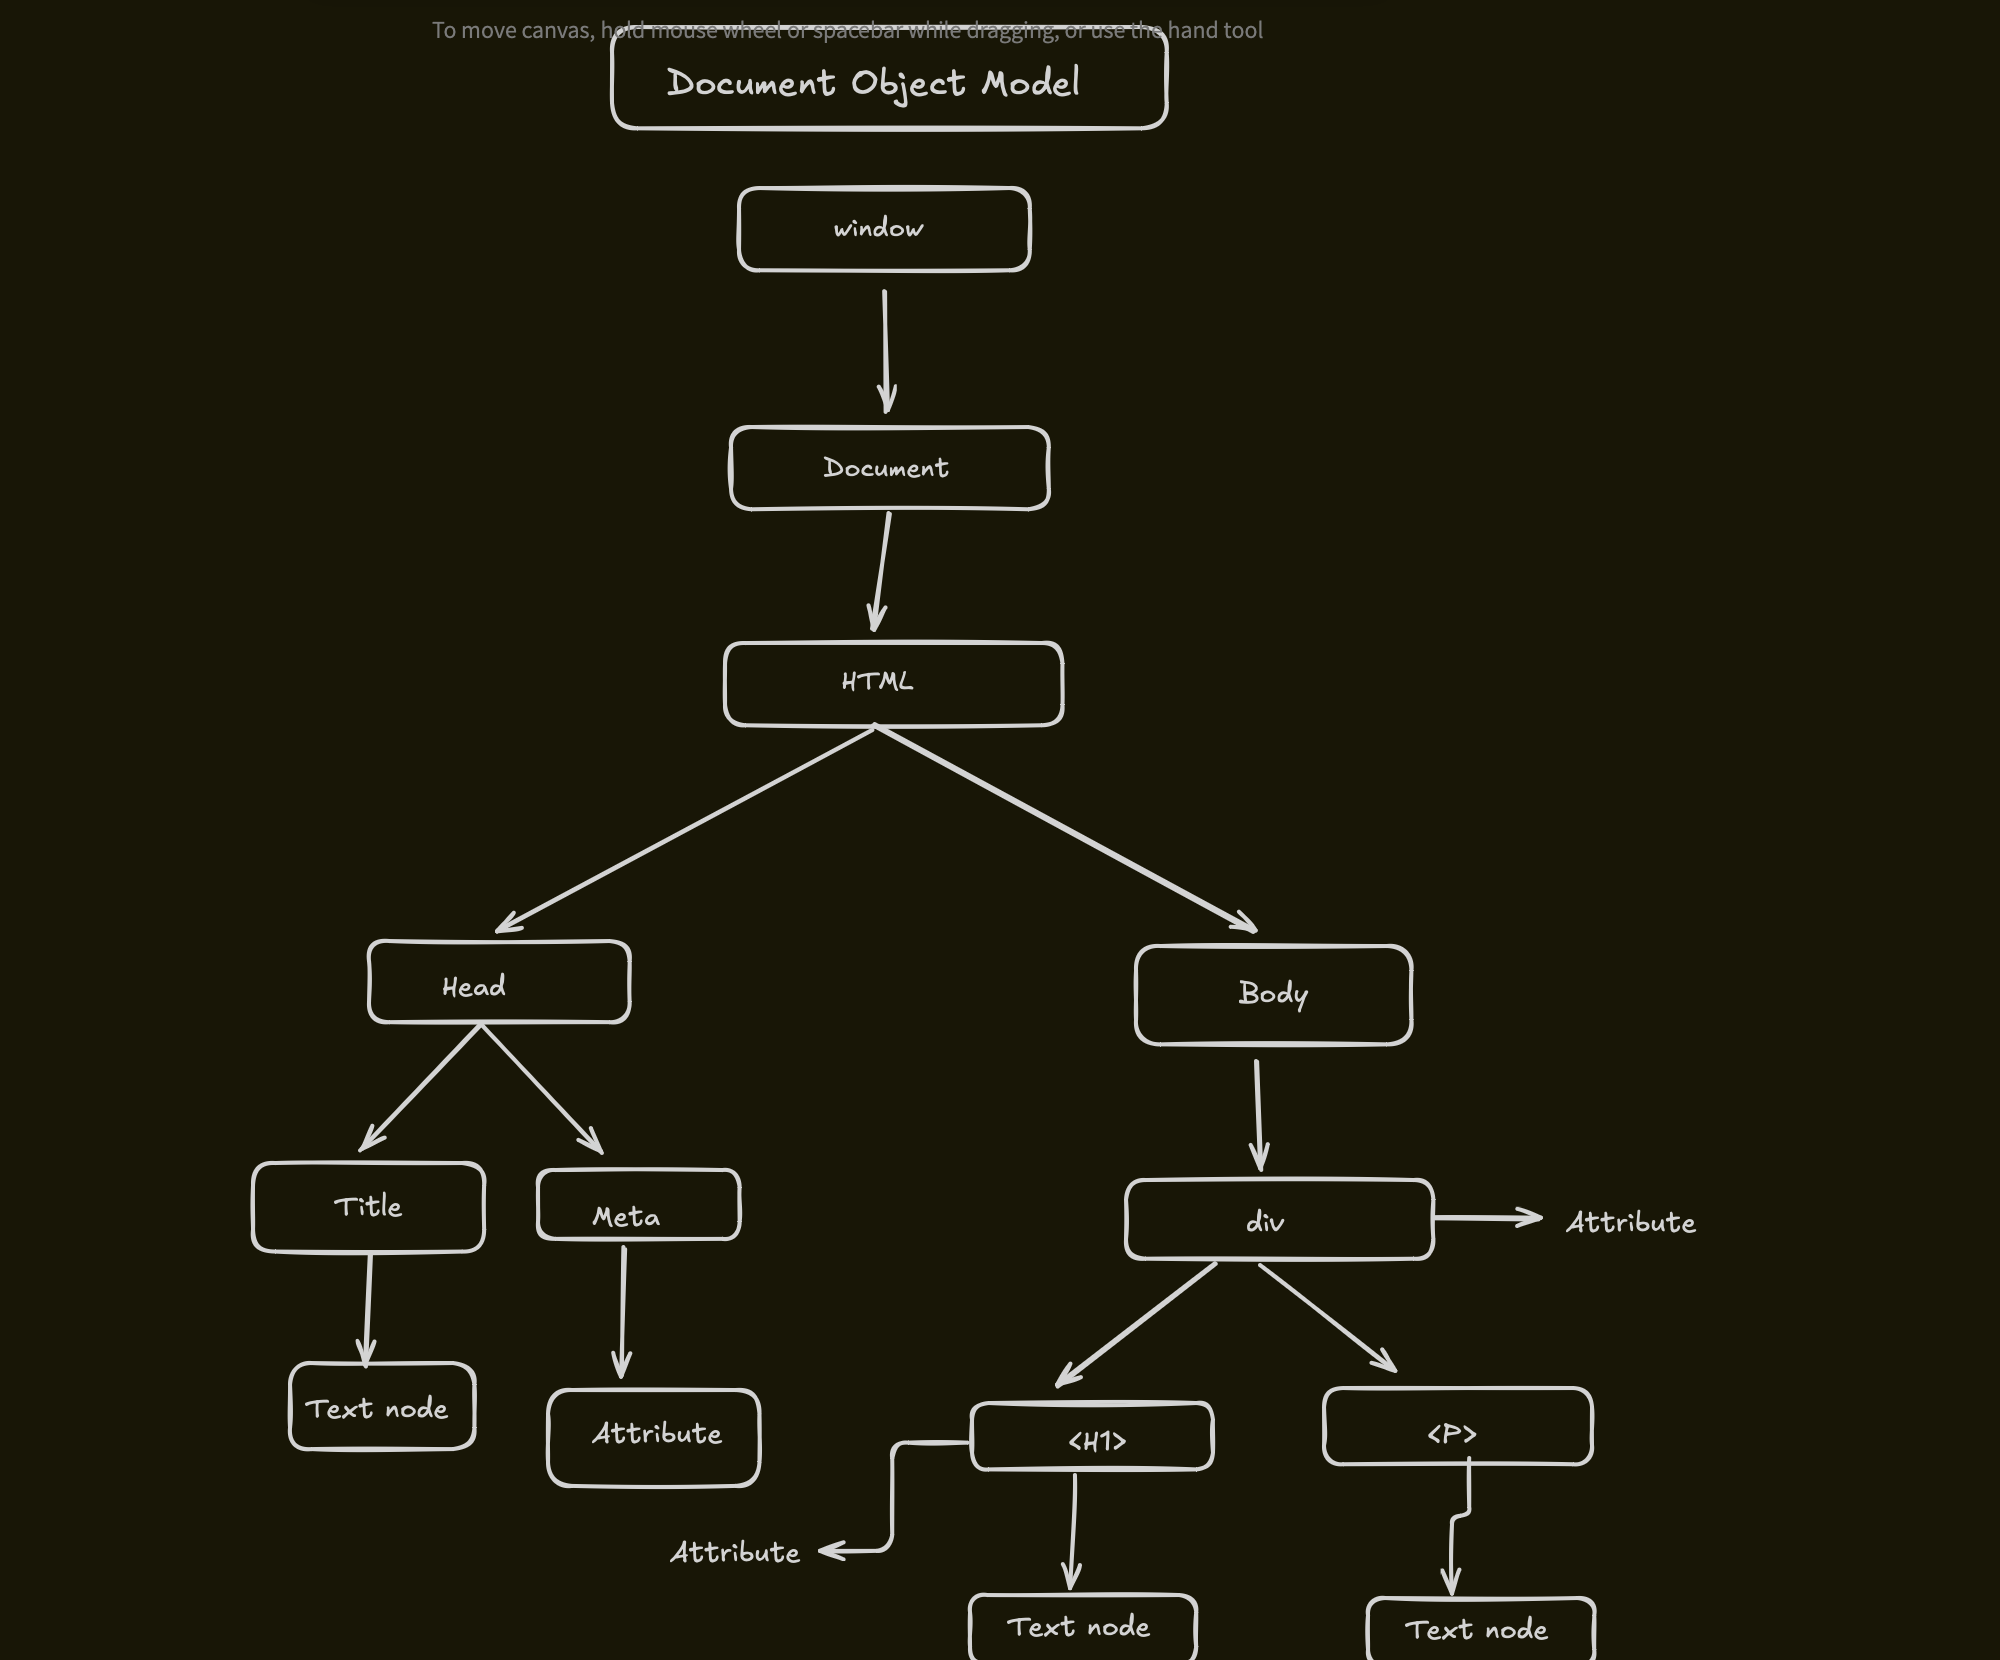 To move canvas, hold mouse wheel or spacebar while dragging, or use the hand tool
Document Object Model
window
Document
HTML
Head
Body
Title
Meta
div
Attribute
Text node
Attribute
<H1>
<P>
Attribute
Text node
Text node